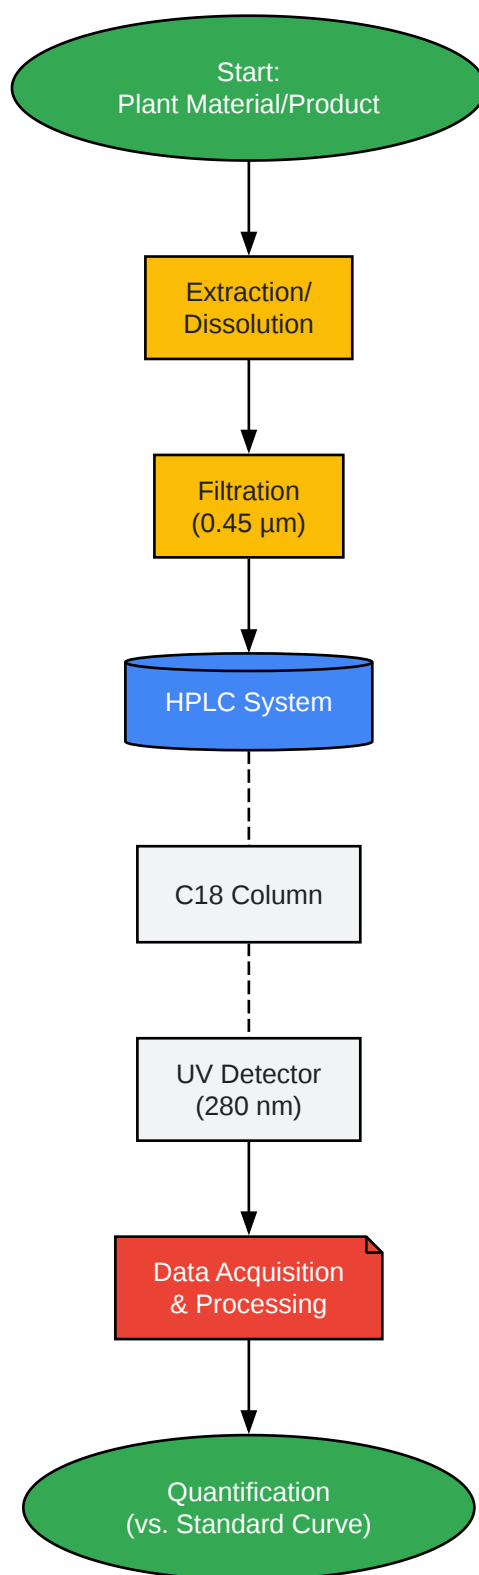 Start:
Plant Material/Product
Extraction/
Dissolution
Filtration
(0.45 µm)
HPLC System
C18 Column
UV Detector
(280 nm)
Data Acquisition
& Processing
Quantification
(vs. Standard Curve)